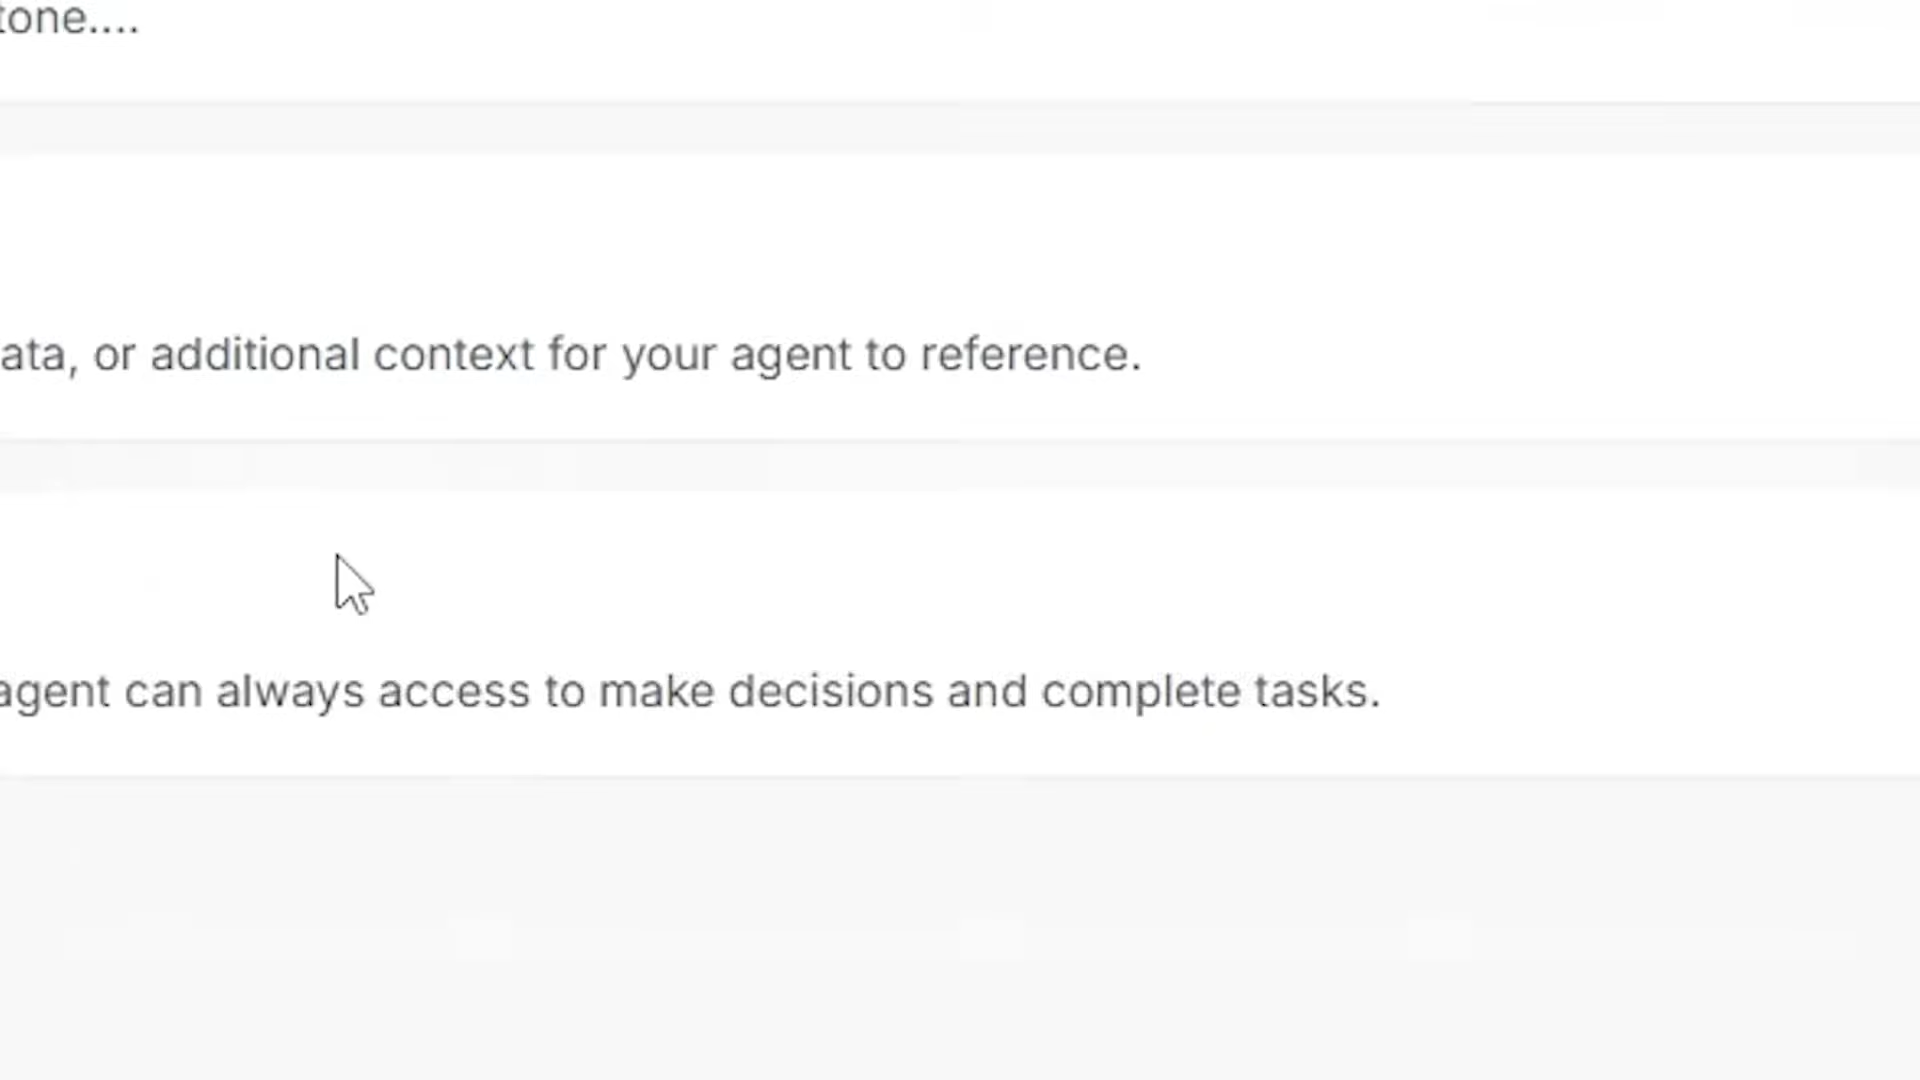 tone....
ata, or additional context for your agent to reference.
agent can always access to make decisions and complete tasks.